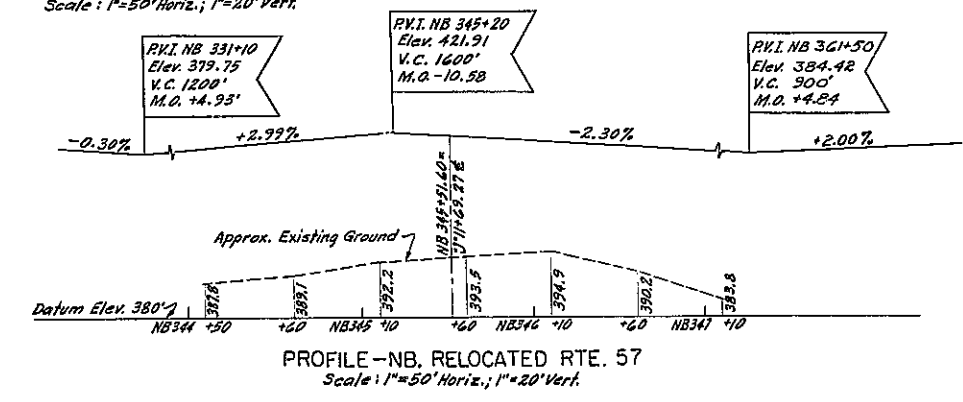 Scale: 1"=50' Horiz.; 1"=20' Vert.
P.V.I. NB 331+10
Elev. 379.75
V.C. 1200'
M.O. +4.93'
P.V.I. NB 345+20
Elev. 421.91
V.C. 1600'
M.O. -10.58
P.V.I. NB 361+50
Elev. 384.42
V.C. 900'
M.O. +4.84
-0.30%
+2.99%
-2.30%
+2.00%
NB 345+51.60=
"J" 11+69.27 ℄
Approx. Existing Ground
Datum Elev. 380'
387.8
389.1
392.2
393.5
394.9
390.2
383.8
NB344 +50 +60 NB345 +10 +60 NB346 +10 +60 NB347 +10
PROFILE-NB. RELOCATED RTE. 57
Scale: 1"=50' Horiz.; 1"=20' Vert.